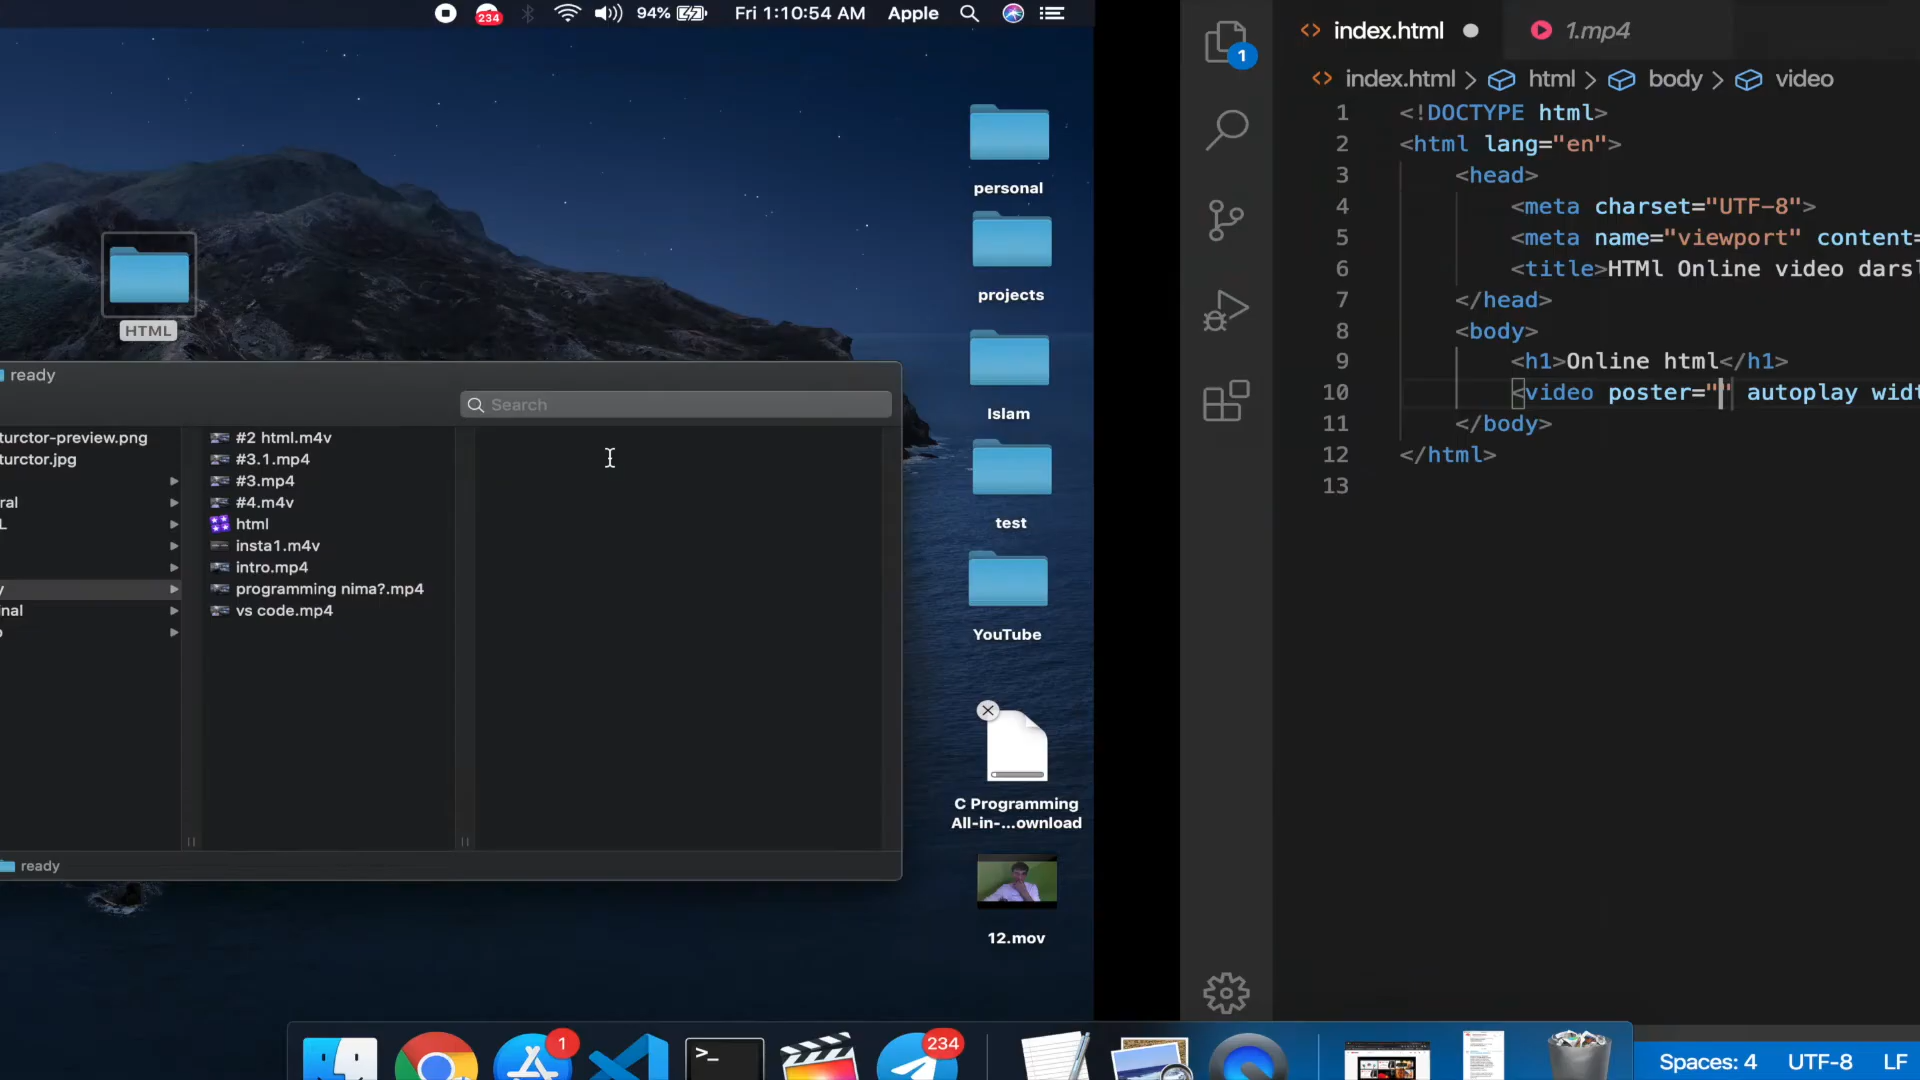 234
94%
Fri 1:10:54 AM
Apple
personal
projects
Islam
test
YouTube
C Programming
All-in-...ownload
12.mov
HTML
ready
Search
turctor-preview.png
turctor.jpg
ral
L
y
inal
o
#2 html.m4v
#3.1.mp4
#3.mp4
#4.m4v
html
insta1.m4v
intro.mp4
programming nima?.mp4
vs code.mp4
ready
1
234
1
index.html
1.mp4
index.html > html > body > video
1 <!DOCTYPE html>
2 <html lang="en">
3 <head>
4 <meta charset="UTF-8">
5 <meta name="viewport" content=
6 <title>HTMl Online video darsl
7 </head>
8 <body>
9 <h1>Online html</h1>
10 <video poster="" autoplay widt
11 </body>
12 </html>
13
Spaces: 4
UTF-8
LF